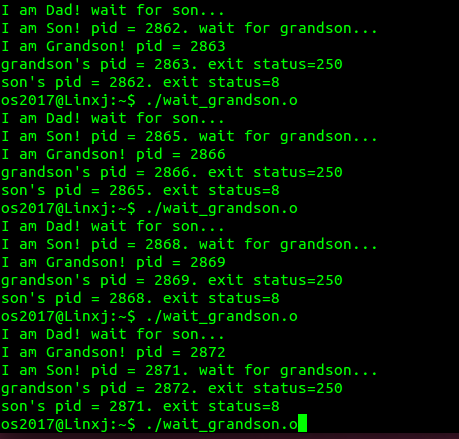 I am Dad! wait for son...
I am Son! pid = 2862. wait for grandson...
I am Grandson! pid = 2863
grandson's pid = 2863. exit status=250
son's pid = 2862. exit status=8
os2017@Linxj:~$ ./wait_grandson.o
I am Dad! wait for son...
I am Son! pid = 2865. wait for grandson...
I am Grandson! pid = 2866
grandson's pid = 2866. exit status=250
son's pid = 2865. exit status=8
os2017@Linxj:~$ ./wait_grandson.o
I am Dad! wait for son...
I am Son! pid = 2868. wait for grandson...
I am Grandson! pid = 2869
grandson's pid = 2869. exit status=250
son's pid = 2868. exit status=8
os2017@Linxj:~$ ./wait_grandson.o
I am Dad! wait for son...
I am Grandson! pid = 2872
I am Son! pid = 2871. wait for grandson...
grandson's pid = 2872. exit status=250
son's pid = 2871. exit status=8
os2017@Linxj:~$ ./wait_grandson.o